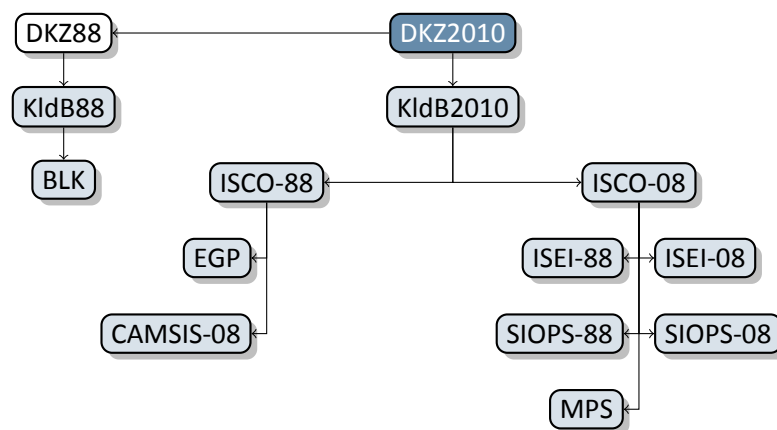 DKZ88
DKZ2010
KldB88
KldB2010
BLK
ISCO-88
ISCO-08
EGP
ISEI-88
ISEI-08
CAMSIS-08
SIOPS-88
SIOPS-08
MPS